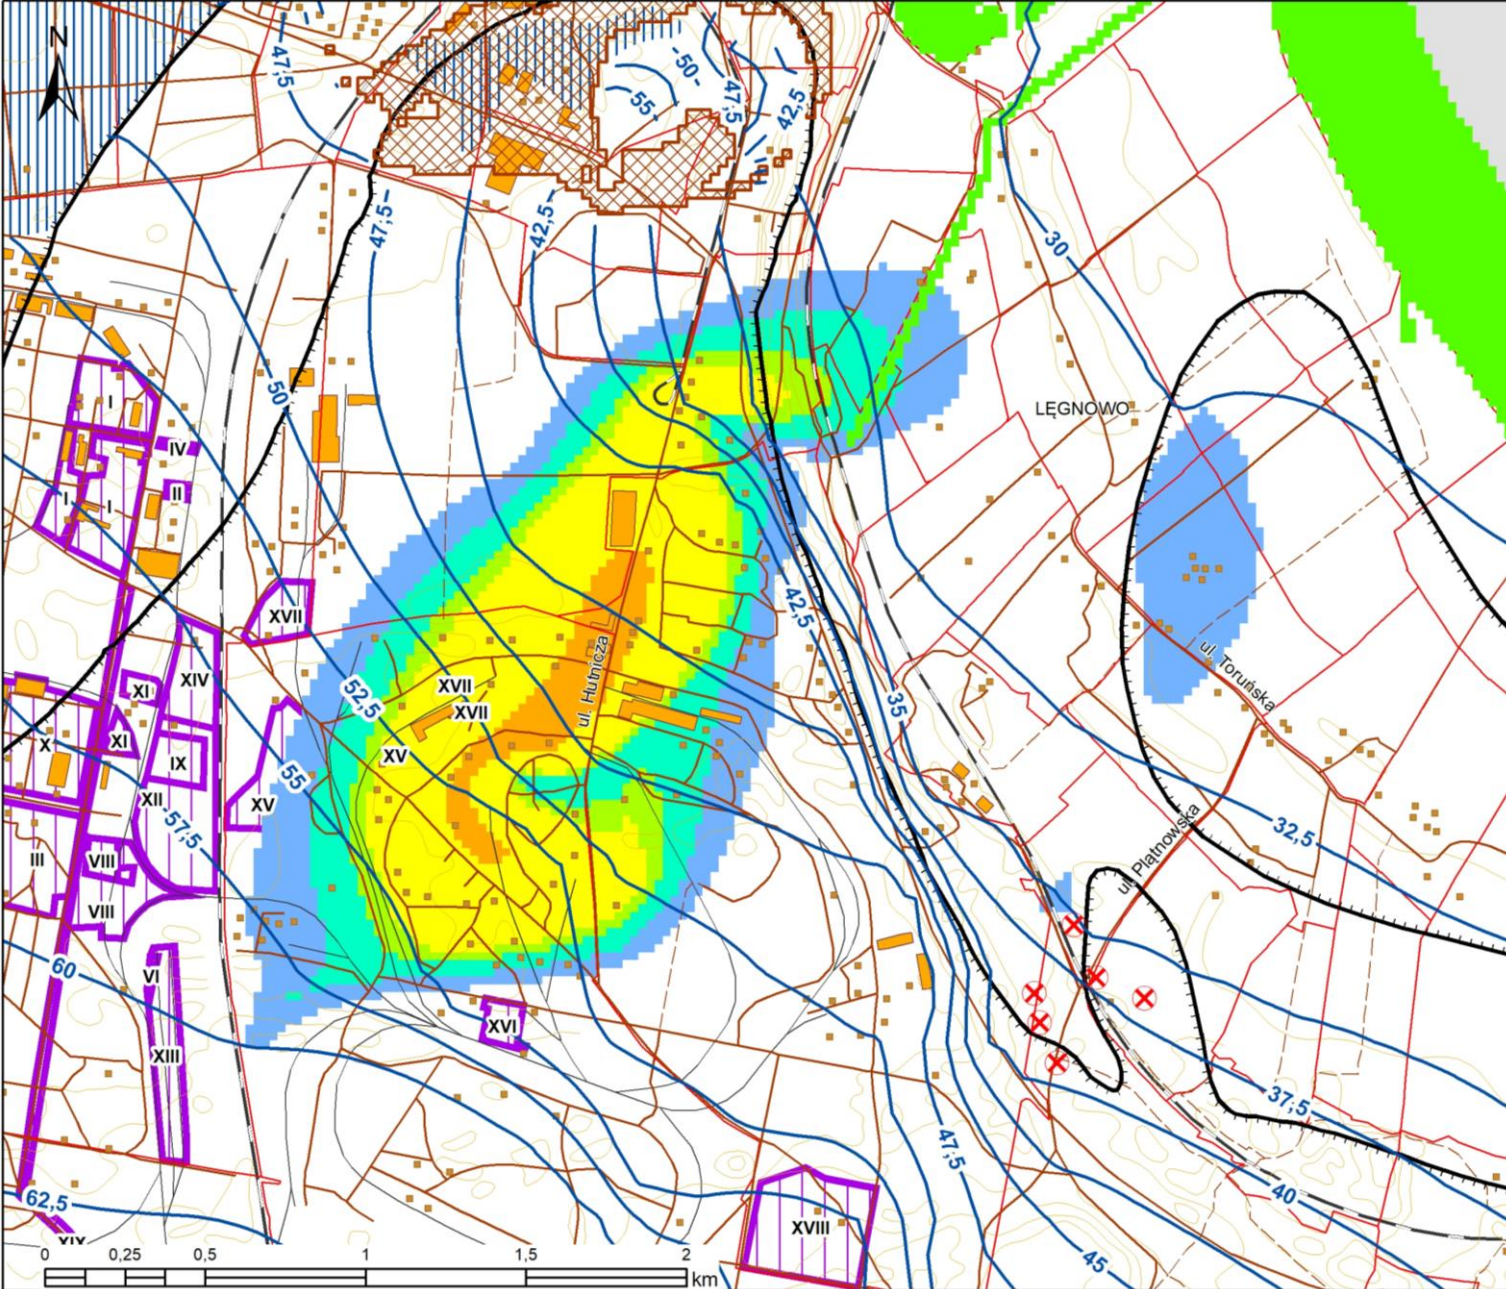 N
47,5
50
55
47,5
42,5
47,5
42,5
30
50
I
IV
I
I
II
LĘGNOWO
XVII
42,5
ul. Toruńska
XI
XIV
52,5
XVII
XVII
ul. Hutnicza
35
X
XI
IX
XV
55
XII
57,5
XV
32,5
III
VIII
ul. Plątnowska
VIII
60
VI
XVI
XIII
37,5
47,5
40
62,5
XVIII
45
XIX
0 0,25 0,5 1 1,5 2
km